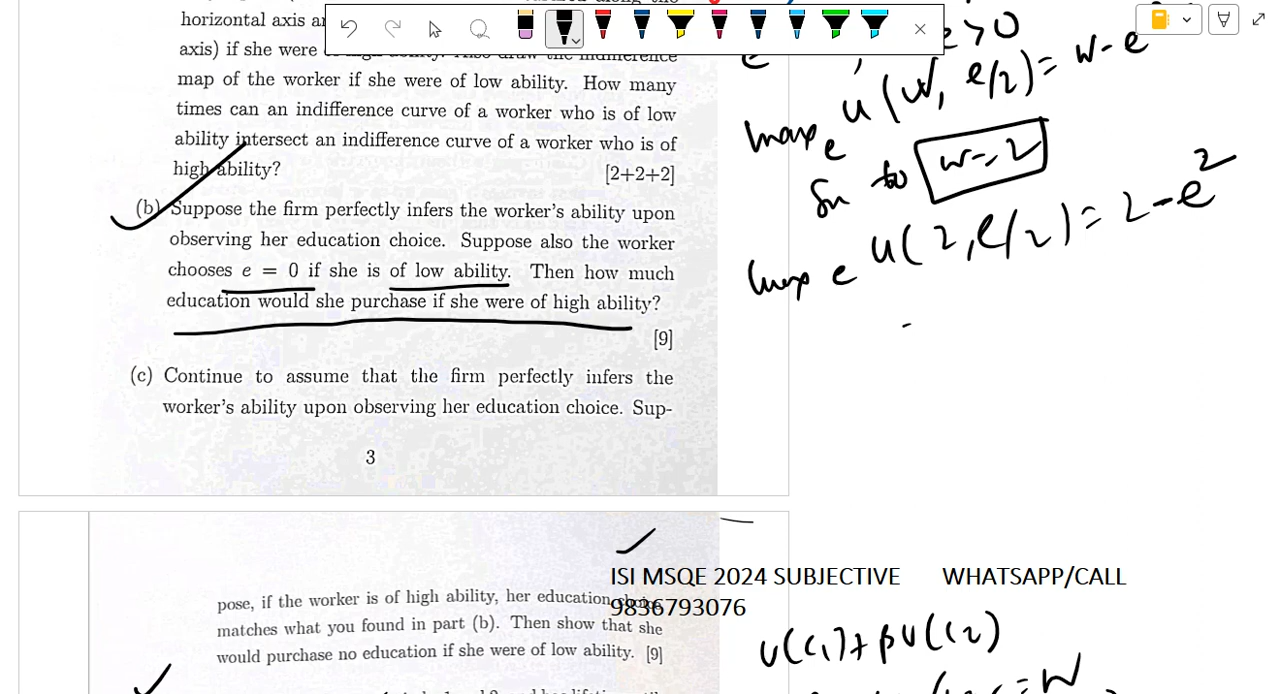 horizontal axis
e > 0
axis) if she were
u(w, e/2) = w - e
map of the worker if she were of low ability. How many
times can an indifference curve of a worker who is of low
ability intersect an indifference curve of a worker who is of
high ability? [2+2+2]
e
to w = 2
(b) Suppose the firm perfectly infers the worker's ability upon
observing her education choice. Suppose also the worker
chooses e = 0 if she is of low ability. Then how much
education would she purchase if she were of high ability?
[9]
e u(2, e/2) = 2 - e²
(c) Continue to assume that the firm perfectly infers the
worker's ability upon observing her education choice. Sup-
3
ISI MSQE 2024 SUBJECTIVE WHATSAPP/CALL
9836793076
pose, if the worker is of high ability, her education choice
matches what you found in part (b). Then show that she
would purchase no education if she were of low ability. [9]
u(c₁) + βu(c₂)
= W